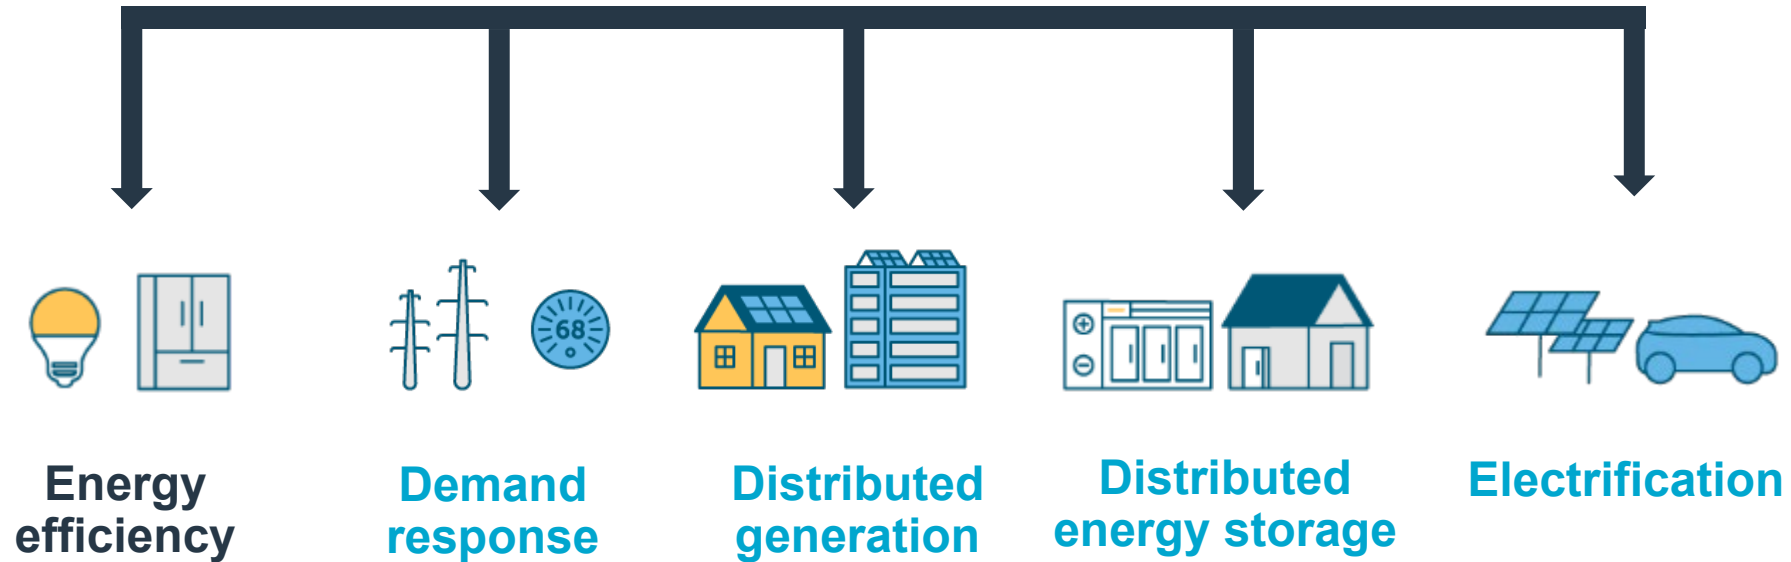 68
Energy
efficiency
Demand
response
Distributed
generation
Distributed
energy storage
Electrification